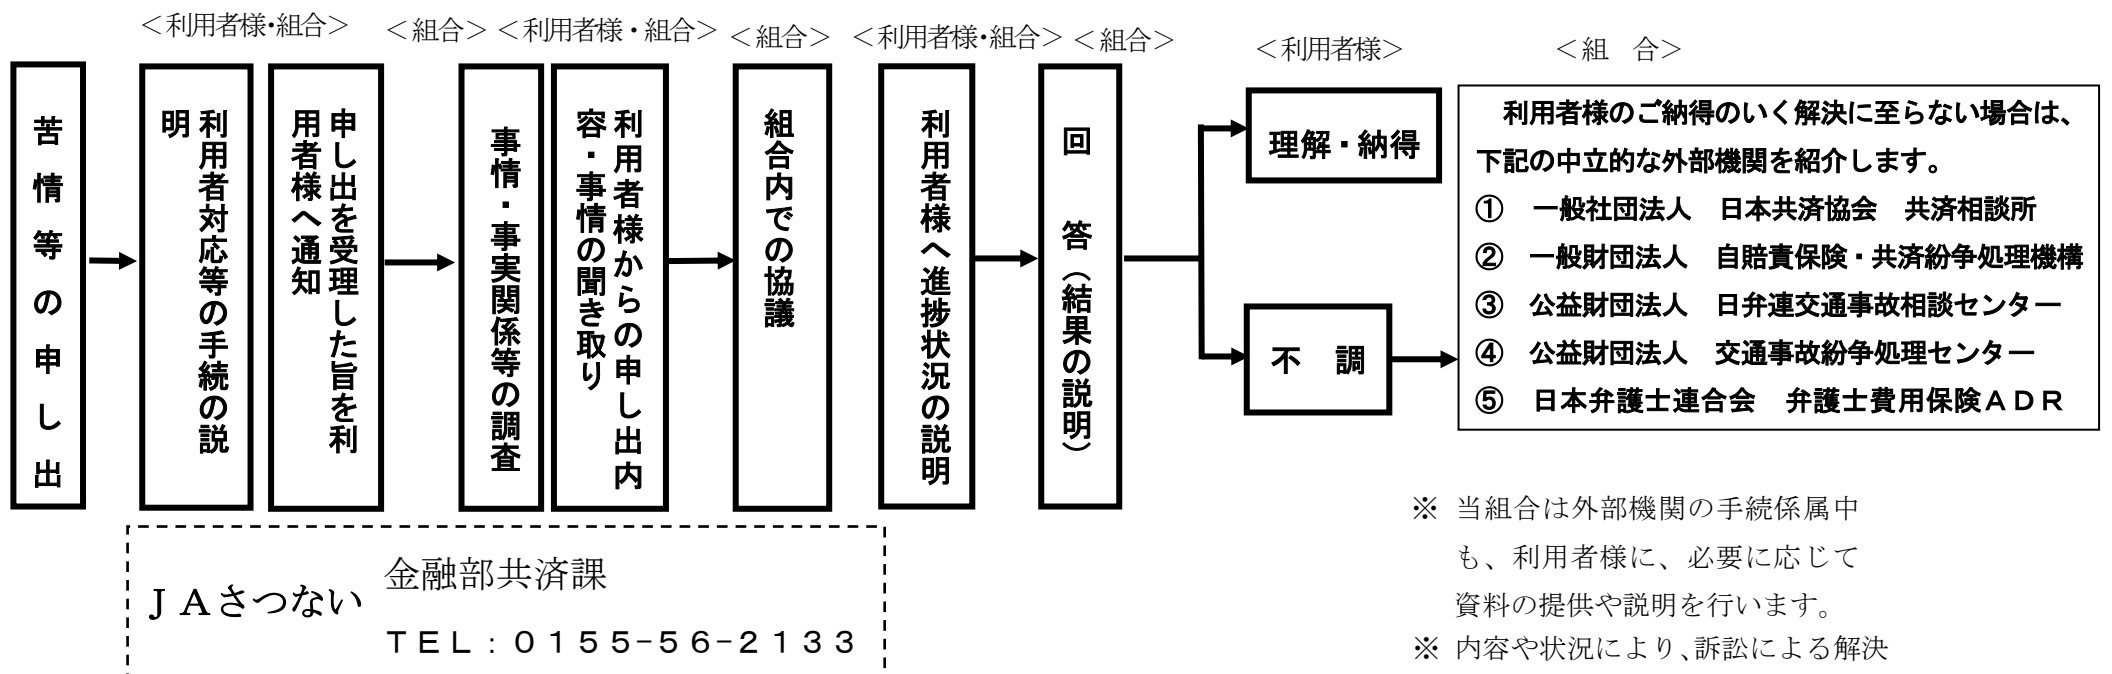 ＜利用者様・組合＞
＜組合＞
＜利用者様・組合＞
＜組合＞
＜利用者様・組合＞
＜組合＞
＜利用者様＞
＜組　合＞
苦情等の申し出
利用者対応等の手続の説
明
申し出を受理した旨を利
用者様へ通知
事情・事実関係等の調査
利用者様からの申し出内
容・事情の聞き取り
組合内での協議
利用者様へ進捗状況の説明
回　答（結果の説明）
理解・納得
不　調
利用者様のご納得のいく解決に至らない場合は、
下記の中立的な外部機関を紹介します。
①　一般社団法人　日本共済協会　共済相談所
②　一般財団法人　自賠責保険・共済紛争処理機構
③　公益財団法人　日弁連交通事故相談センター
④　公益財団法人　交通事故紛争処理センター
⑤　日本弁護士連合会　弁護士費用保険ＡＤＲ
ＪＡさつない
金融部共済課
ＴＥＬ：０１５５-５６-２１３３
※ 当組合は外部機関の手続係属中
も、利用者様に、必要に応じて
資料の提供や説明を行います。
※ 内容や状況により、訴訟による解決